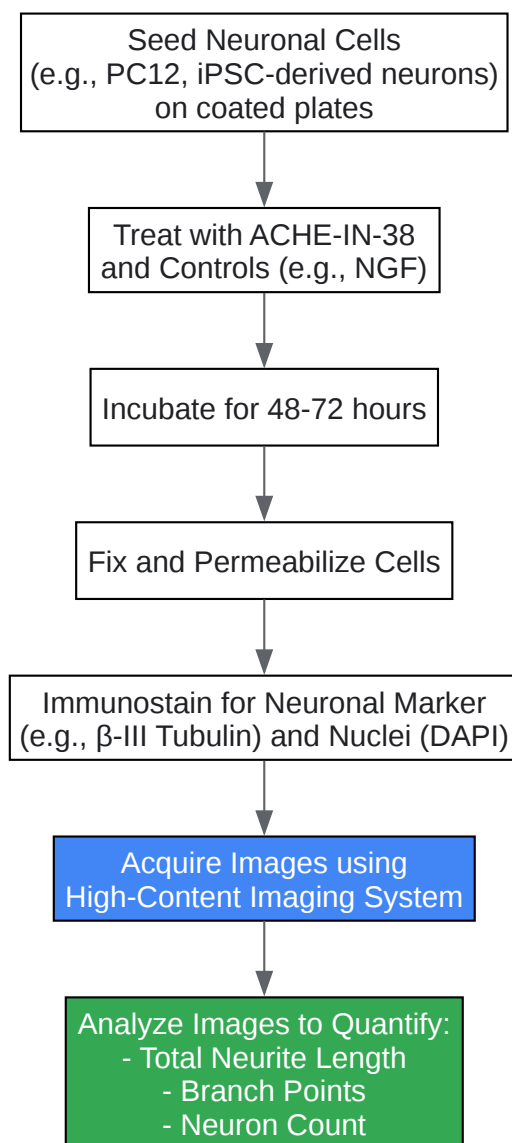 Seed Neuronal Cells
(e.g., PC12, iPSC-derived neurons)
on coated plates
Treat with ACHE-IN-38
and Controls (e.g., NGF)
Incubate for 48-72 hours
Fix and Permeabilize Cells
Immunostain for Neuronal Marker
(e.g., β-III Tubulin) and Nuclei (DAPI)
Acquire Images using
High-Content Imaging System
Analyze Images to Quantify:
- Total Neurite Length
- Branch Points
- Neuron Count